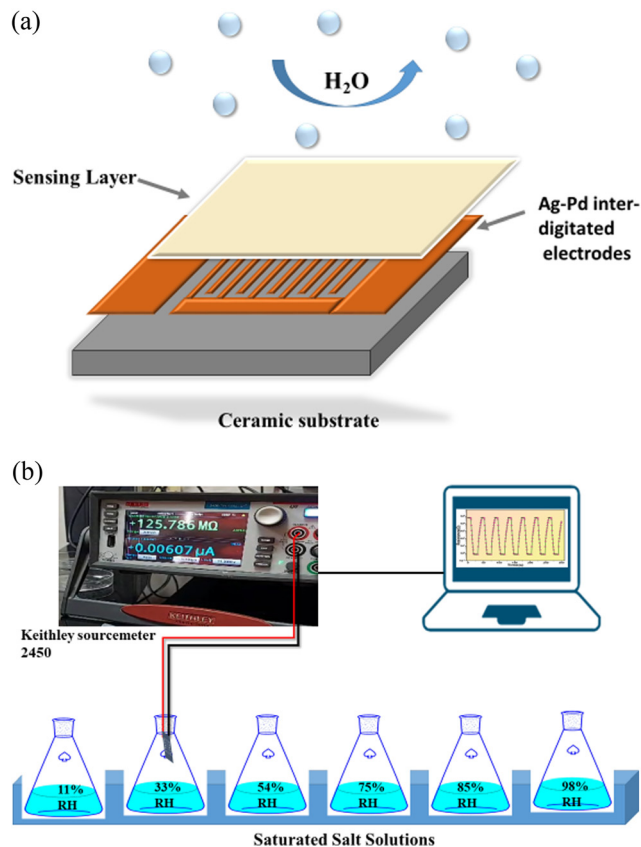 (a)
H₂O
Sensing Layer
Ag-Pd inter-
digitated
electrodes
Ceramic substrate
(b)
+125.786 MΩ
+0.00607 µA
KEITHLEY
Keithley sourcemeter
2450
11%
RH
33%
RH
54%
RH
75%
RH
85%
RH
98%
RH
Saturated Salt Solutions